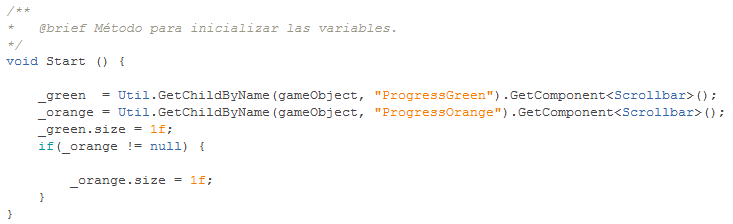 /**
*   @brief Método para inicializar las variables.
*/
void Start () {
    _green  = Util.GetChildByName(gameObject, "ProgressGreen").GetComponent<Scrollbar>();
    _orange = Util.GetChildByName(gameObject, "ProgressOrange").GetComponent<Scrollbar>();
    _green.size = 1f;
    if(_orange != null) {
        _orange.size = 1f;
    }
}